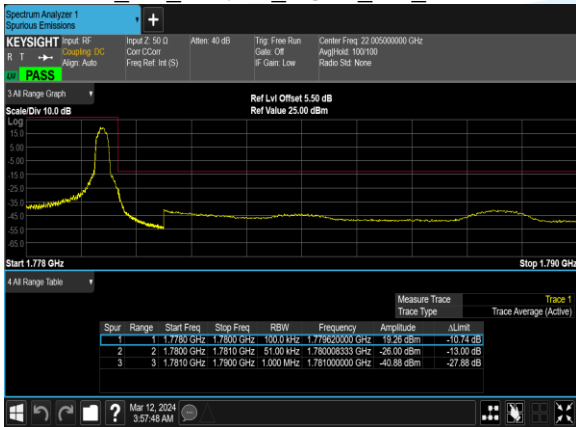 Spectrum Analyzer 1
Spurious Emissions
KEYSIGHT Input: RF Input Z: 50 Ω Atten: 40 dB Trig: Free Run Center Freq: 22.005000000 GHz
R T Coupling: DC Corr CCorr Gate: Off Avg|Hold: 100/100
Align: Auto Freq Ref: Int (S) IF Gain: Low Radio Std: None
PASS
3 All Range Graph
Ref Lvl Offset 5.50 dB
Scale/Div 10.0 dB Ref Value 25.00 dBm
Log
15.0
5.00
-5.00
-15.0
-25.0
-35.0
-45.0
-55.0
-65.0
Start 1.778 GHz Stop 1.790 GHz
4 All Range Table
Measure Trace Trace 1
Trace Type Trace Average (Active)
Spur Range Start Freq Stop Freq RBW Frequency Amplitude ΔLimit
1 1 1.7780 GHz 1.7800 GHz 100.0 kHz 1.779620000 GHz 19.26 dBm -10.74 dB
2 2 1.7800 GHz 1.7810 GHz 51.00 kHz 1.780008333 GHz -26.00 dBm -13.00 dB
3 3 1.7810 GHz 1.7900 GHz 1.000 MHz 1.781000000 GHz -40.88 dBm -27.88 dB
Mar 12, 2024
3:57:48 AM